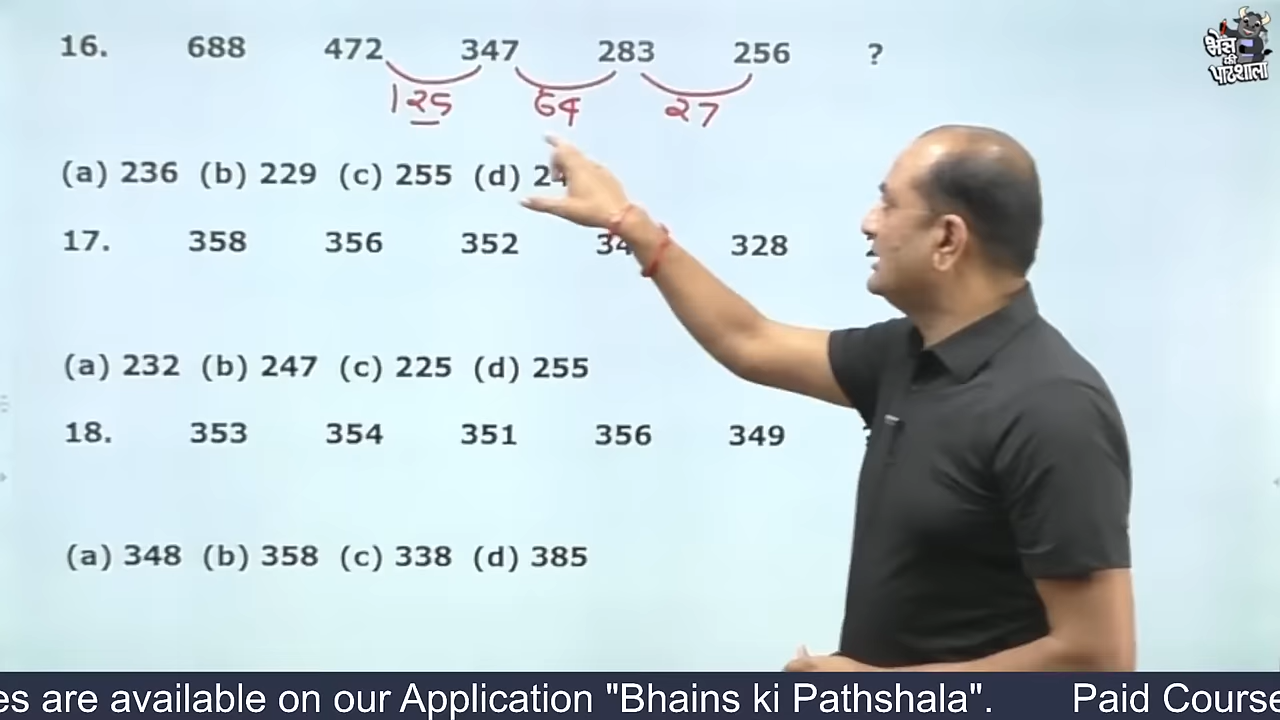 16. 688 472 347 283 256 ?
125 64 27
(a) 236 (b) 229 (c) 255 (d)
17. 358 356 352 328
(a) 232 (b) 247 (c) 225 (d) 255
18. 353 354 351 356 349
(a) 348 (b) 358 (c) 338 (d) 385
भैंस
की
पाठशाला
es are available on our Application "Bhains ki Pathshala". Paid Course